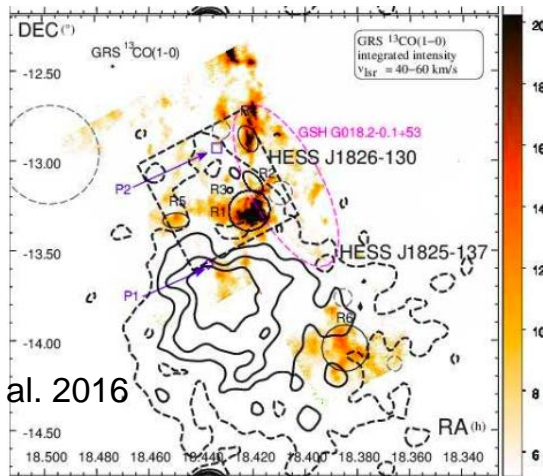 DEC(°)
GRS ¹³CO(1-0)
GRS ¹³CO(1-0)
integrated intensity
v_lsr = 40-60 km/s
20
18
16
14
12
10
8
6
-12.50
-13.00
-13.50
-14.00
-14.50
GSH G018.2-0.1+53
HESS J1826-130
P2
R3
R2
R5
R1
HESS J1825-137
P1
R6
al. 2016
RA(h)
18.500
18.460
18.440
18.420
18.400
18.380
18.360
18.340